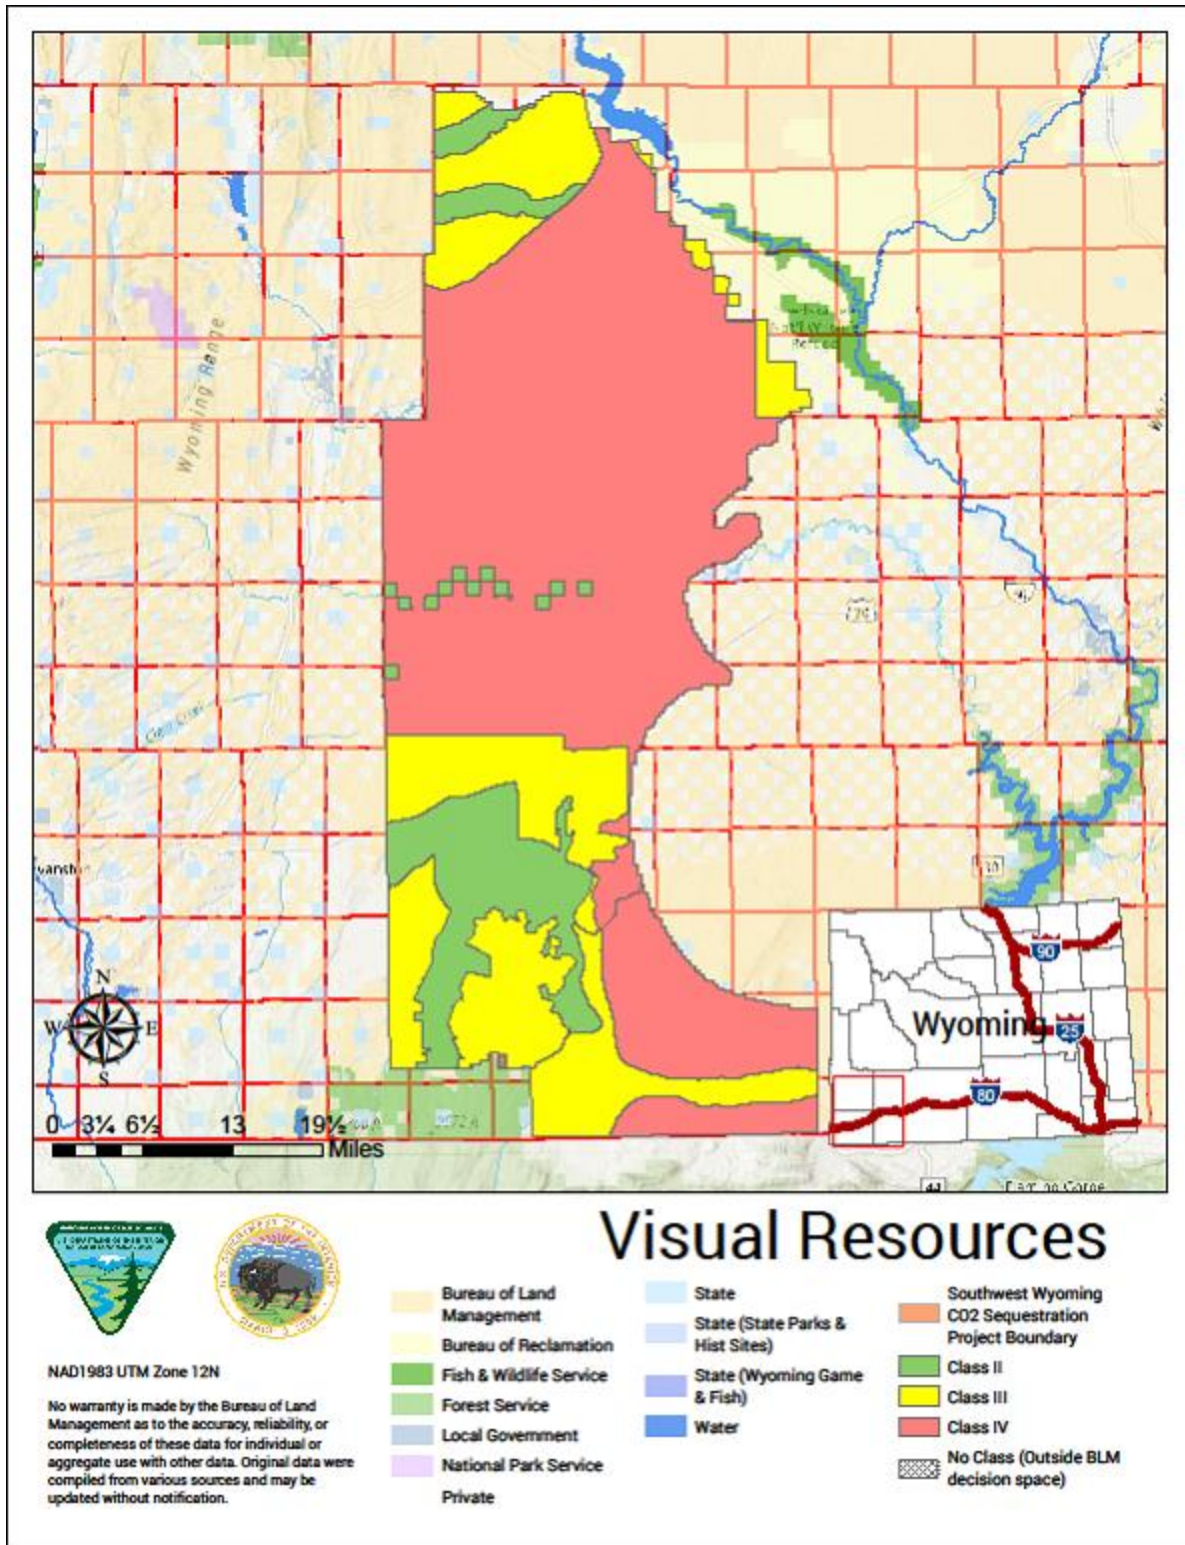 Wyoming Range
vanston
N
W
E
S
0 3¼ 6½ 13 19½
Miles
90
Wyoming
25
80
Visual Resources
NAD1983 UTM Zone 12N
No warranty is made by the Bureau of Land
Management as to the accuracy, reliability, or
completeness of these data for individual or
aggregate use with other data. Original data were
compiled from various sources and may be
updated without notification.
Bureau of Land
Management
Bureau of Reclamation
Fish & Wildlife Service
Forest Service
Local Government
National Park Service
Private
State
State (State Parks &
Hist Sites)
State (Wyoming Game
& Fish)
Water
Southwest Wyoming
CO2 Sequestration
Project Boundary
Class II
Class III
Class IV
No Class (Outside BLM
decision space)